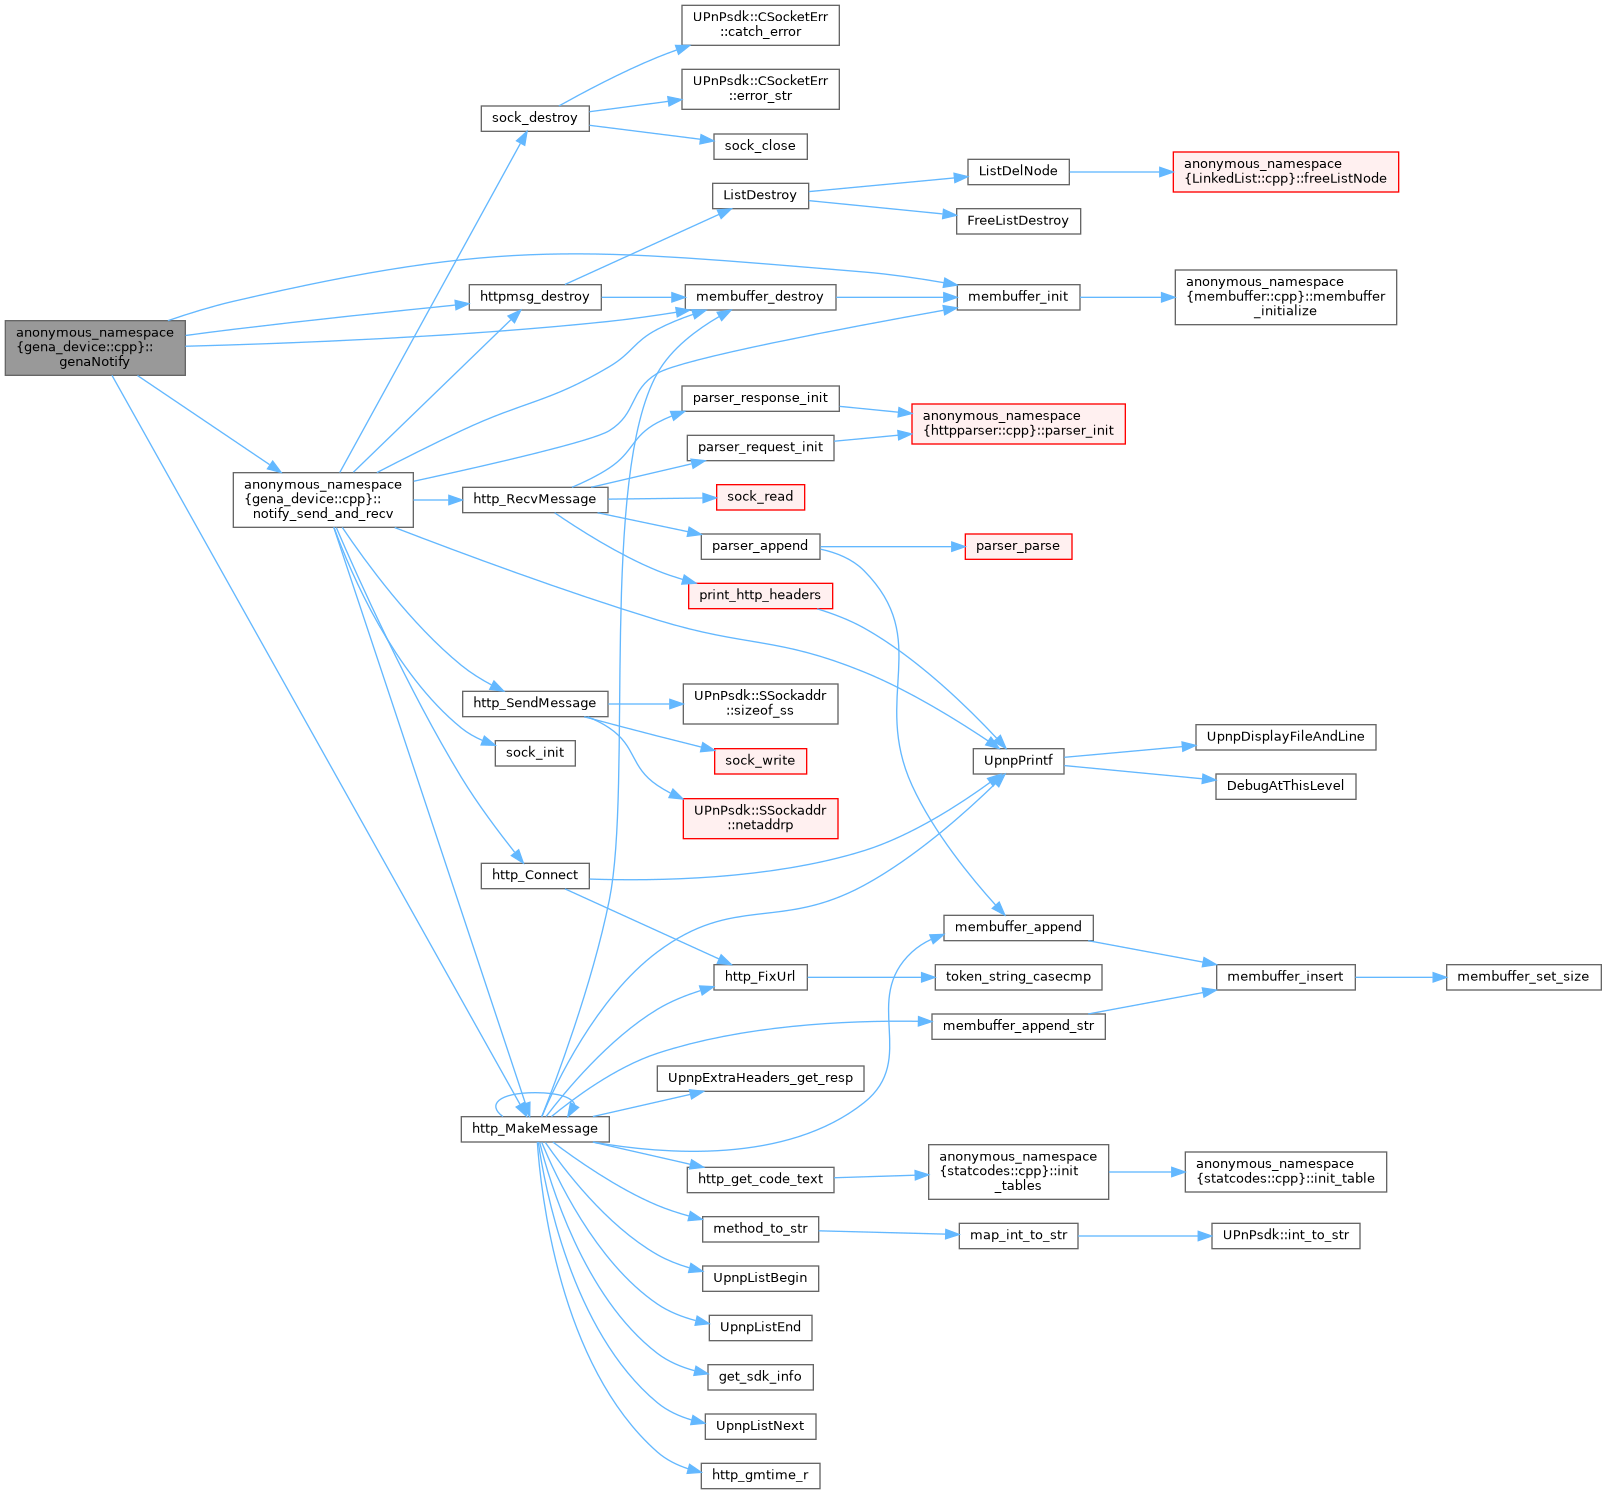 UPnPsdk::CSocketErr
::catch_error
UPnPsdk::CSocketErr
::error_str
sock_destroy
sock_close
anonymous_namespace
{LinkedList::cpp}::freeListNode
ListDelNode
ListDestroy
FreeListDestroy
anonymous_namespace
{membuffer::cpp}::membuffer
_initialize
httpmsg_destroy
membuffer_destroy
membuffer_init
anonymous_namespace
{gena_device::cpp}::
genaNotify
parser_response_init
anonymous_namespace
{httpparser::cpp}::parser_init
parser_request_init
anonymous_namespace
{gena_device::cpp}::
notify_send_and_recv
http_RecvMessage
sock_read
parser_append
parser_parse
print_http_headers
http_SendMessage
UPnPsdk::SSockaddr
::sizeof_ss
sock_init
sock_write
UpnpPrintf
UpnpDisplayFileAndLine
DebugAtThisLevel
UPnPsdk::SSockaddr
::netaddrp
http_Connect
membuffer_append
http_FixUrl
token_string_casecmp
membuffer_insert
membuffer_set_size
membuffer_append_str
UpnpExtraHeaders_get_resp
http_MakeMessage
http_get_code_text
anonymous_namespace
{statcodes::cpp}::init
_tables
anonymous_namespace
{statcodes::cpp}::init_table
method_to_str
map_int_to_str
UPnPsdk::int_to_str
UpnpListBegin
UpnpListEnd
get_sdk_info
UpnpListNext
http_gmtime_r